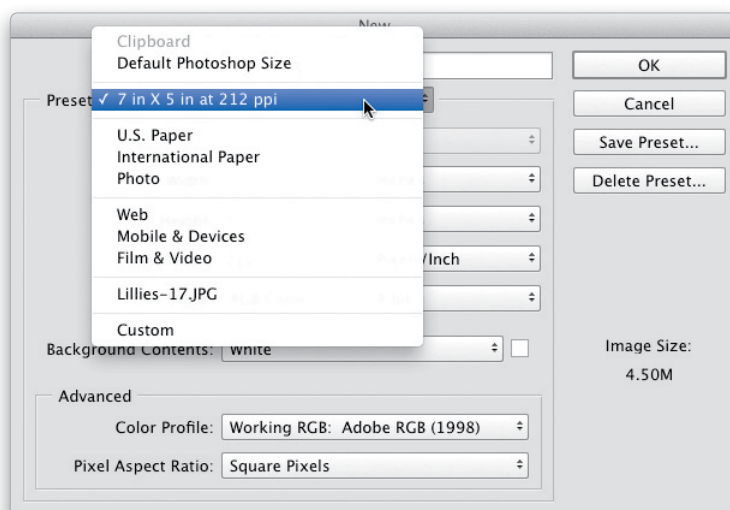 New
Clipboard
Default Photoshop Size
OK
Preset
✓ 7 in X 5 in at 212 ppi
Cancel
U.S. Paper
International Paper
Photo
Save Preset...
Delete Preset...
Web
Mobile & Devices
Film & Video
/Inch
Lillies-17.JPG
Custom
Background Contents: White
Image Size:
4.50M
Advanced
Color Profile: Working RGB: Adobe RGB (1998)
Pixel Aspect Ratio: Square Pixels